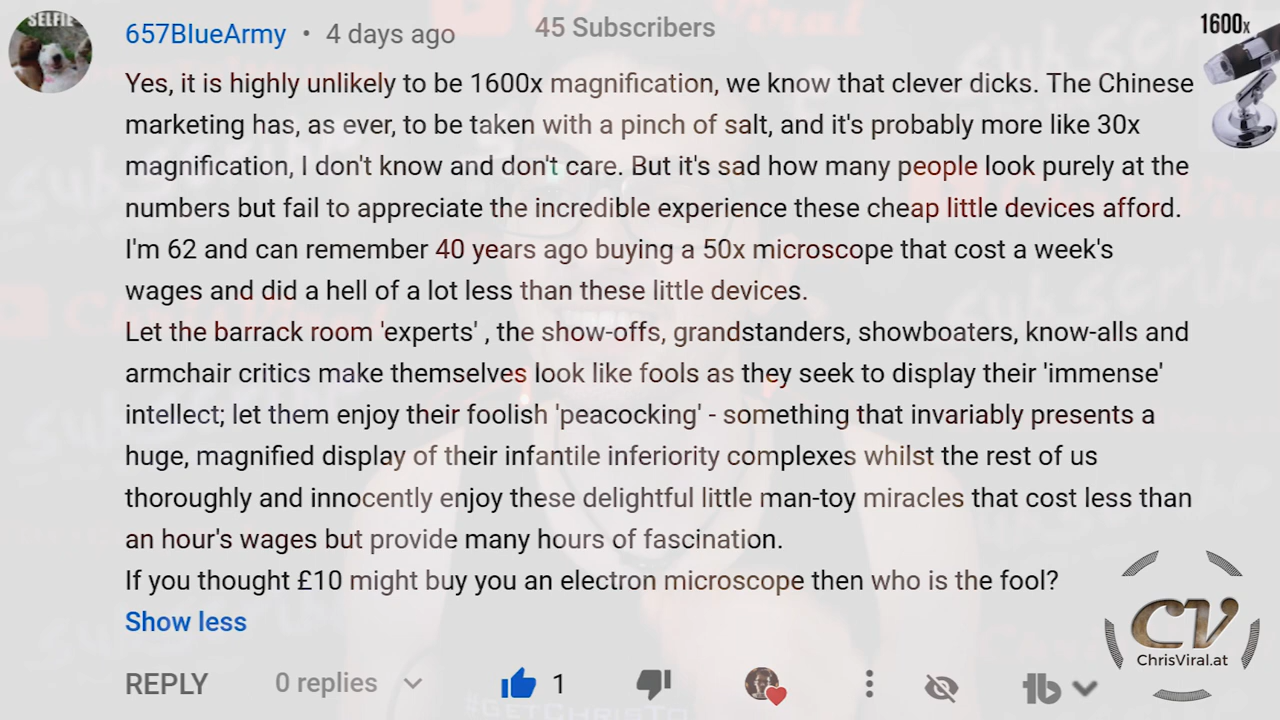 SELFIE
657BlueArmy • 4 days ago
45 Subscribers
1600x
Yes, it is highly unlikely to be 1600x magnification, we know that clever dicks. The Chinese
marketing has, as ever, to be taken with a pinch of salt, and it's probably more like 30x
magnification, I don't know and don't care. But it's sad how many people look purely at the
numbers but fail to appreciate the incredible experience these cheap little devices afford.
I'm 62 and can remember 40 years ago buying a 50x microscope that cost a week's
wages and did a hell of a lot less than these little devices.
Let the barrack room 'experts' , the show-offs, grandstanders, showboaters, know-alls and
armchair critics make themselves look like fools as they seek to display their 'immense'
intellect; let them enjoy their foolish 'peacocking' - something that invariably presents a
huge, magnified display of their infantile inferiority complexes whilst the rest of us
thoroughly and innocently enjoy these delightful little man-toy miracles that cost less than
an hour's wages but provide many hours of fascination.
If you thought £10 might buy you an electron microscope then who is the fool?
Show less
CV
ChrisViral.at
REPLY
0 replies
1
tb
#GETCHRISTO